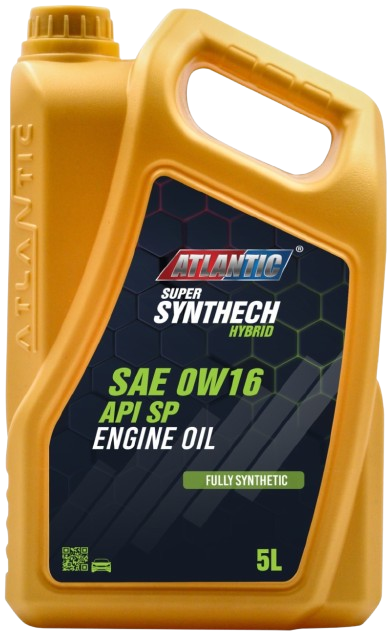 ATLANTIC
ATLANTIC®
SUPER
SYNTHECH
HYBRID
SAE 0W16
API SP
ENGINE OIL
FULLY SYNTHETIC
5L